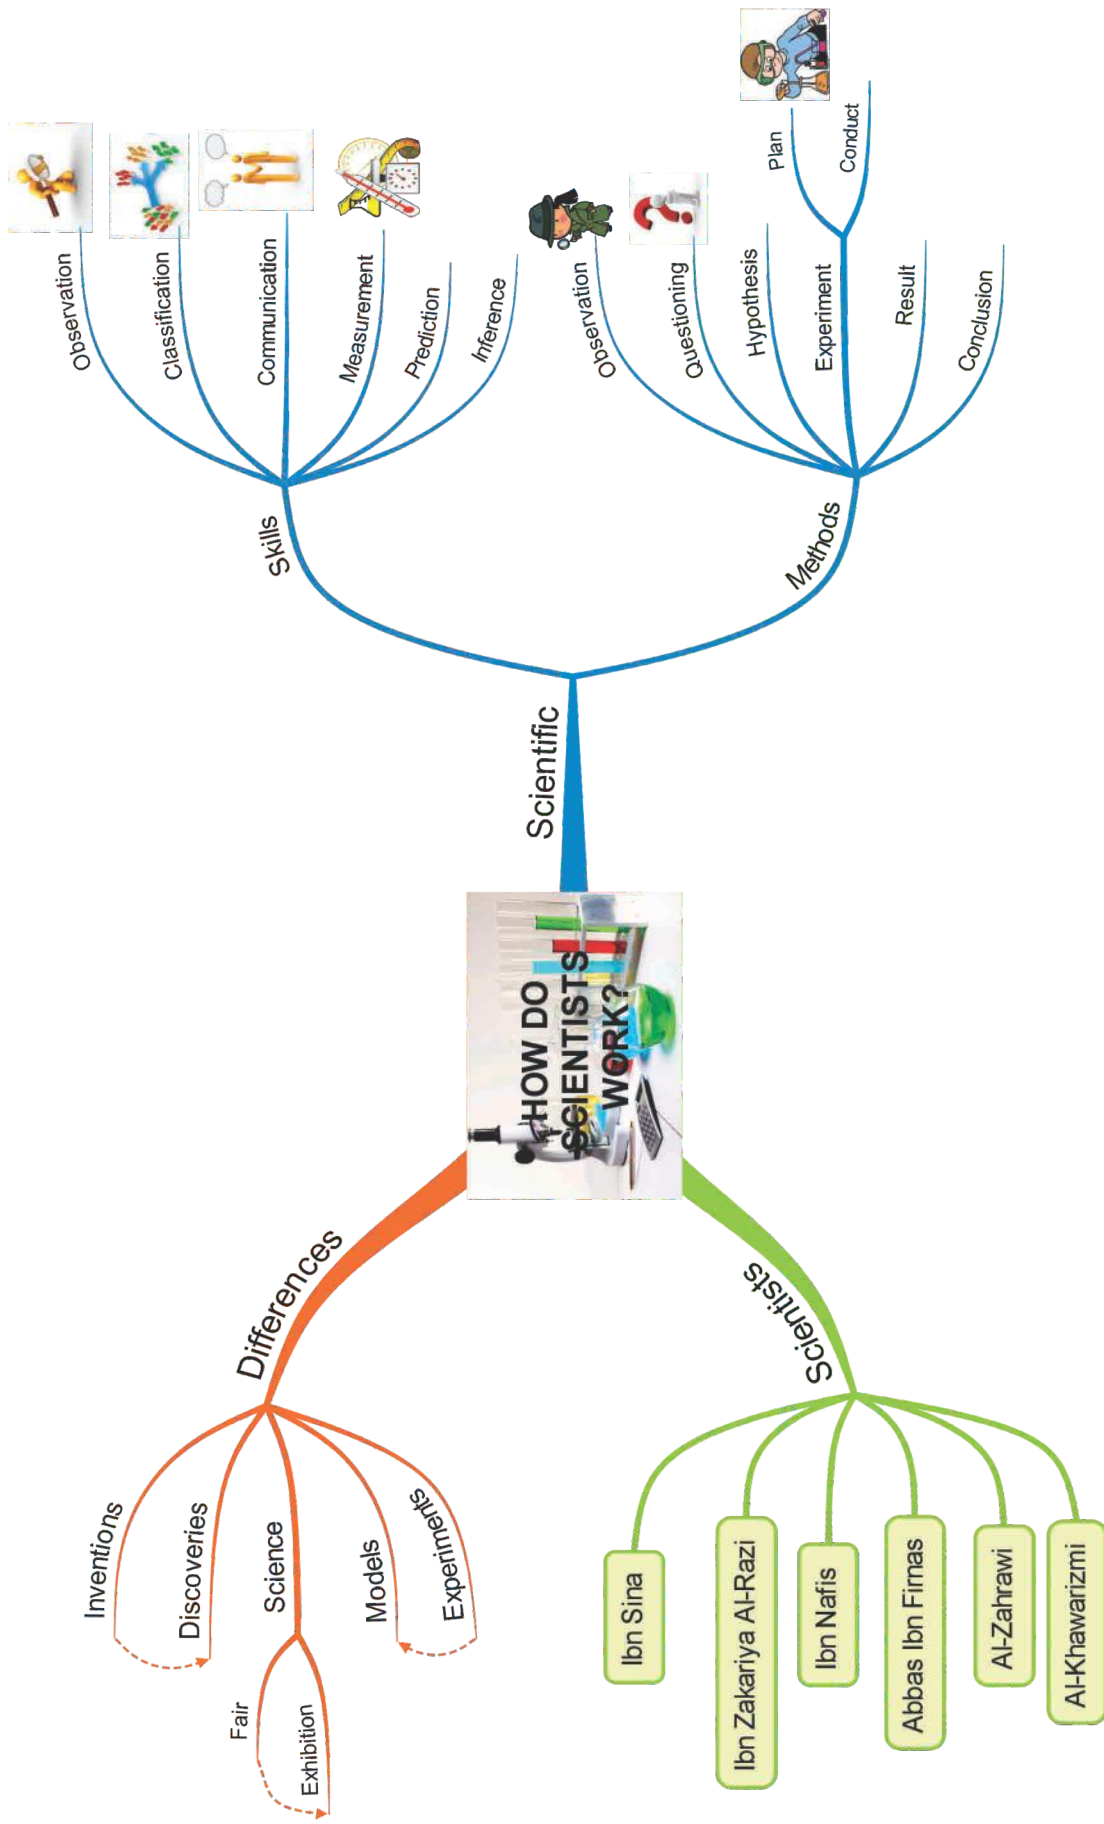 HOW DO
SCIENTISTS
WORK?
Scientific
Skills
Observation
Classification
Communication
Measurement
Prediction
Inference
Methods
Observation
Questioning
Hypothesis
Experiment
Plan
Conduct
Result
Conclusion
Differences
Inventions
Discoveries
Science
Fair
Exhibition
Models
Experiments
Scientists
Ibn Sina
Ibn Zakariya Al-Razi
Ibn Nafis
Abbas Ibn Firnas
Al-Zahrawi
Al-Khawarizmi